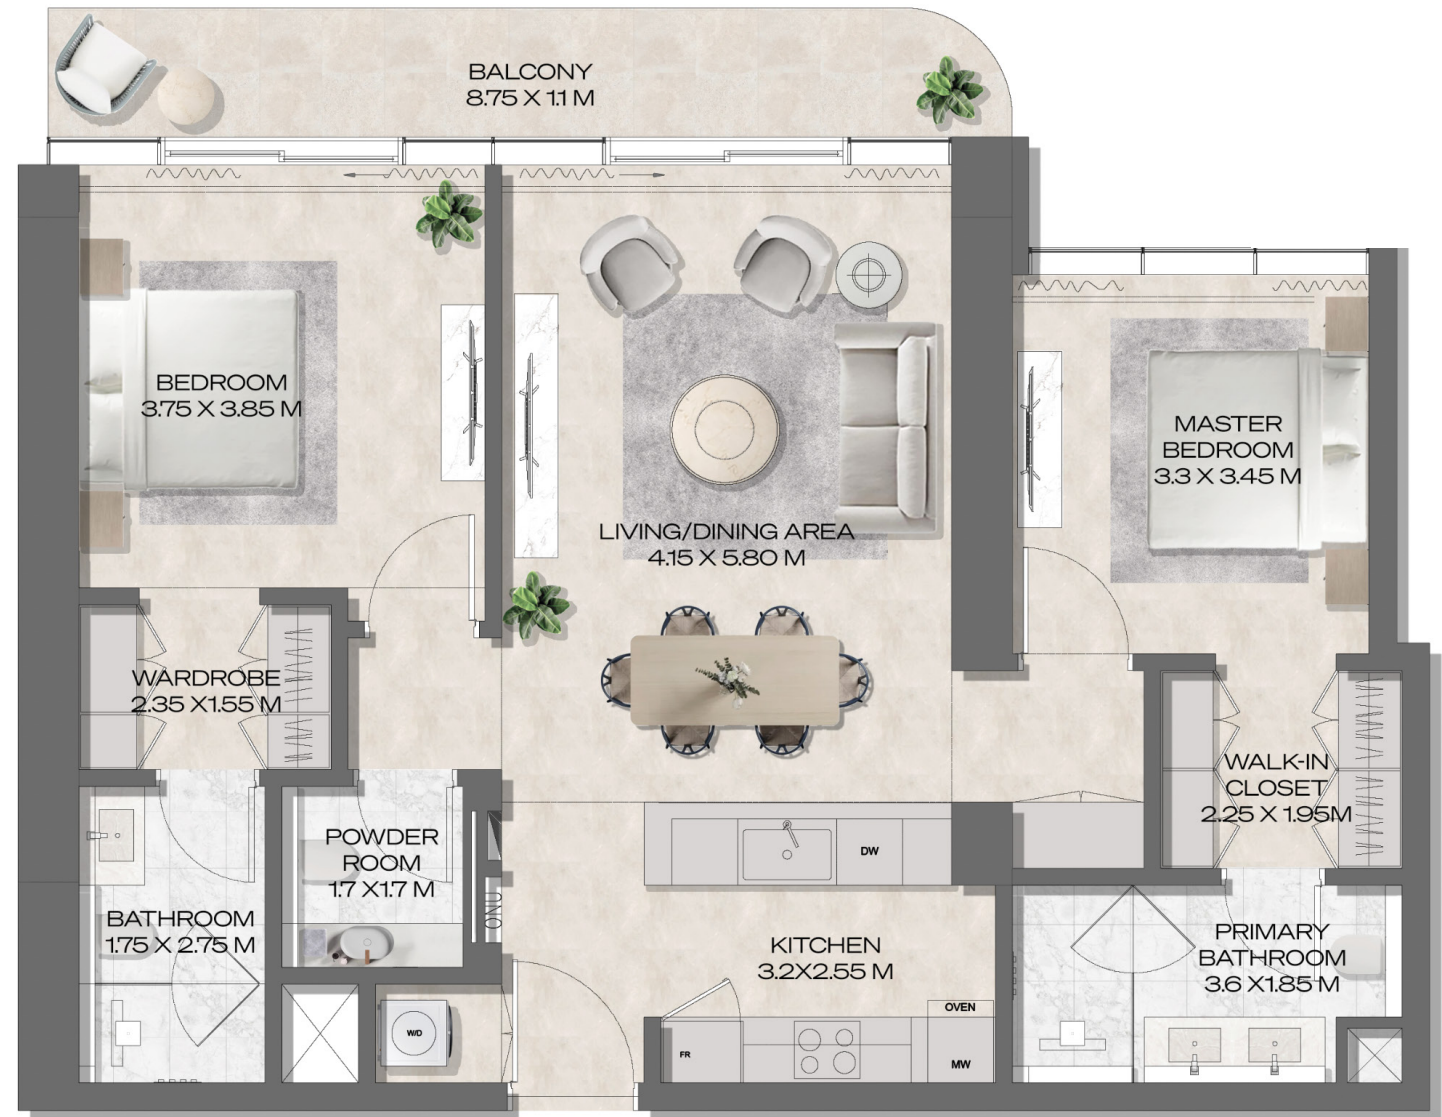 BALCONY
8.75 X 1.1 M
BEDROOM
3.75 X 3.85 M
MASTER
BEDROOM
3.3 X 3.45 M
LIVING/DINING AREA
4.15 X 5.80 M
WARDROBE
2.35 X1.55 M
WALK-IN
CLOSET
2.25 X 1.95M
POWDER
ROOM
1.7 X1.7 M
DW
ONU
BATHROOM
1.75 X 2.75 M
KITCHEN
3.2X2.55 M
PRIMARY
BATHROOM
3.6 X1.85 M
OVEN
W/D
FR
MW